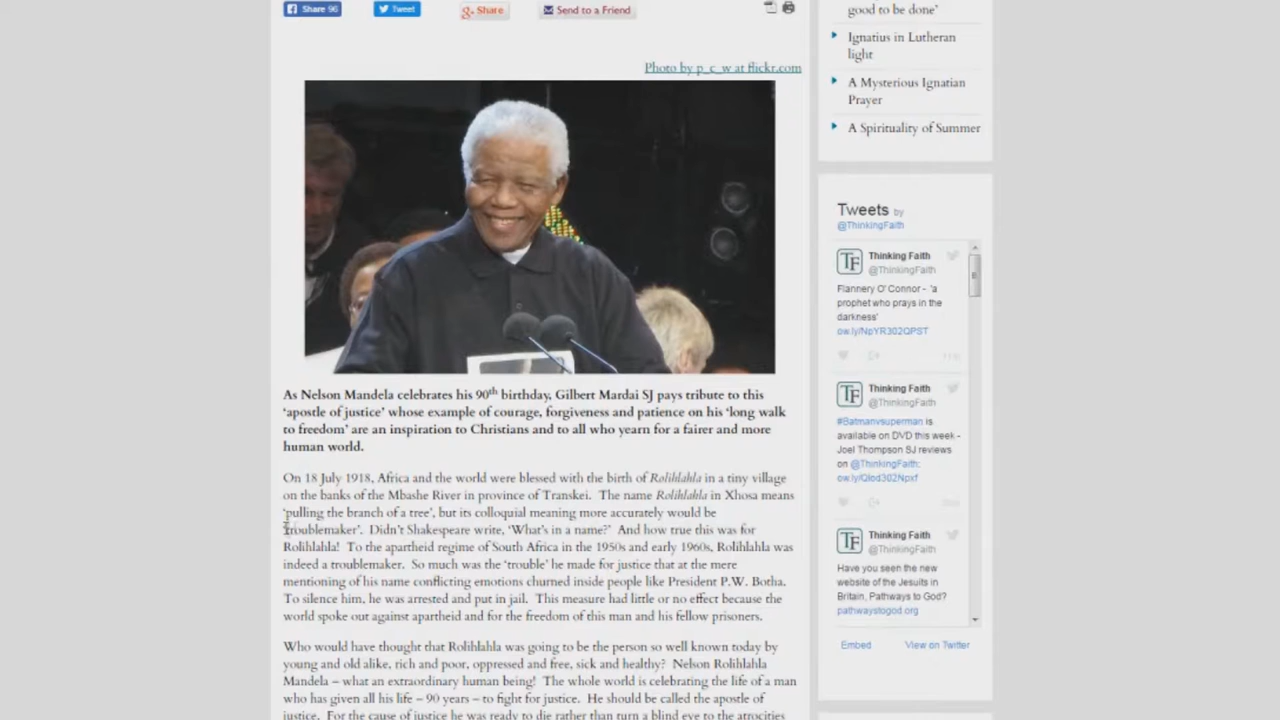 Share 96
Tweet
Share
Send to a Friend
Photo by p_c_w at flickr.com
As Nelson Mandela celebrates his 90th birthday, Gilbert Mardai SJ pays tribute to this
‘apostle of justice’ whose example of courage, forgiveness and patience on his ‘long walk
to freedom’ are an inspiration to Christians and to all who yearn for a fairer and more
human world.
On 18 July 1918, Africa and the world were blessed with the birth of Rolihlahla in a tiny village
on the banks of the Mbashe River in province of Transkei. The name Rolihlahla in Xhosa means
‘pulling the branch of a tree’, but its colloquial meaning more accurately would be
‘troublemaker’. Didn’t Shakespeare write, ‘What’s in a name?’ And how true this was for
Rolihlahla! To the apartheid regime of South Africa in the 1950s and early 1960s, Rolihlahla was
indeed a troublemaker. So much was the ‘trouble’ he made for justice that at the mere
mentioning of his name conflicting emotions churned inside people like President P.W. Botha.
To silence him, he was arrested and put in jail. This measure had little or no effect because the
world spoke out against apartheid and for the freedom of this man and his fellow prisoners.
Who would have thought that Rolihlahla was going to be the person so well known today by
young and old alike, rich and poor, oppressed and free, sick and healthy? Nelson Rolihlahla
Mandela – what an extraordinary human being! The whole world is celebrating the life of a man
who has given all his life – 90 years – to fight for justice. He should be called the apostle of
justice. For the cause of justice he was ready to die rather than turn a blind eye to the atrocities
good to be done’
Ignatius in Lutheran
light
A Mysterious Ignatian
Prayer
A Spirituality of Summer
Tweets by
@ThinkingFaith
TF
Thinking Faith
@ThinkingFaith
Flannery O' Connor - 'a
prophet who prays in the
darkness'
ow.ly/NpYR302QPST
TF
Thinking Faith
@ThinkingFaith
#Batmanvsuperman is
available on DVD this week -
Joel Thompson SJ reviews
on @ThinkingFaith:
ow.ly/Qlod302Npxf
TF
Thinking Faith
@ThinkingFaith
Have you seen the new
website of the Jesuits in
Britain, Pathways to God?
pathwaystogod.org
Embed
View on Twitter